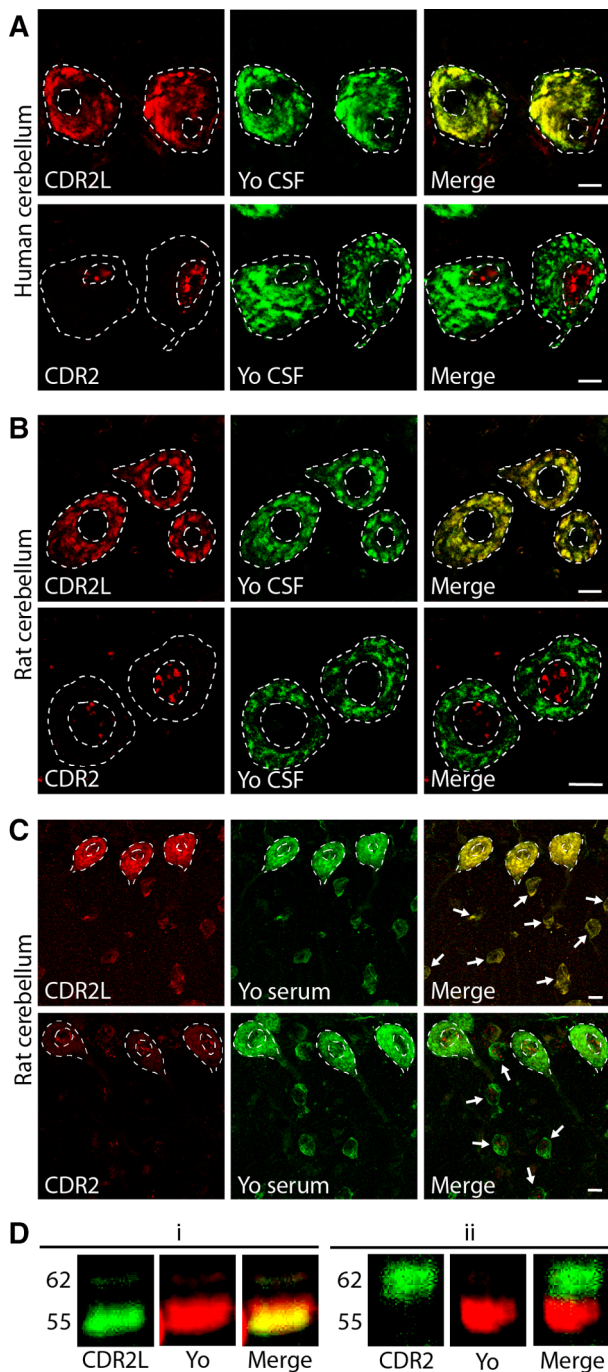 A
Human cerebellum
CDR2L
Yo CSF
Merge
CDR2
Yo CSF
Merge
B
Rat cerebellum
CDR2L
Yo CSF
Merge
CDR2
Yo CSF
Merge
C
Rat cerebellum
CDR2L
Yo serum
Merge
CDR2
Yo serum
Merge
D
i
ii
62
55
62
55
CDR2L
Yo
Merge
CDR2
Yo
Merge